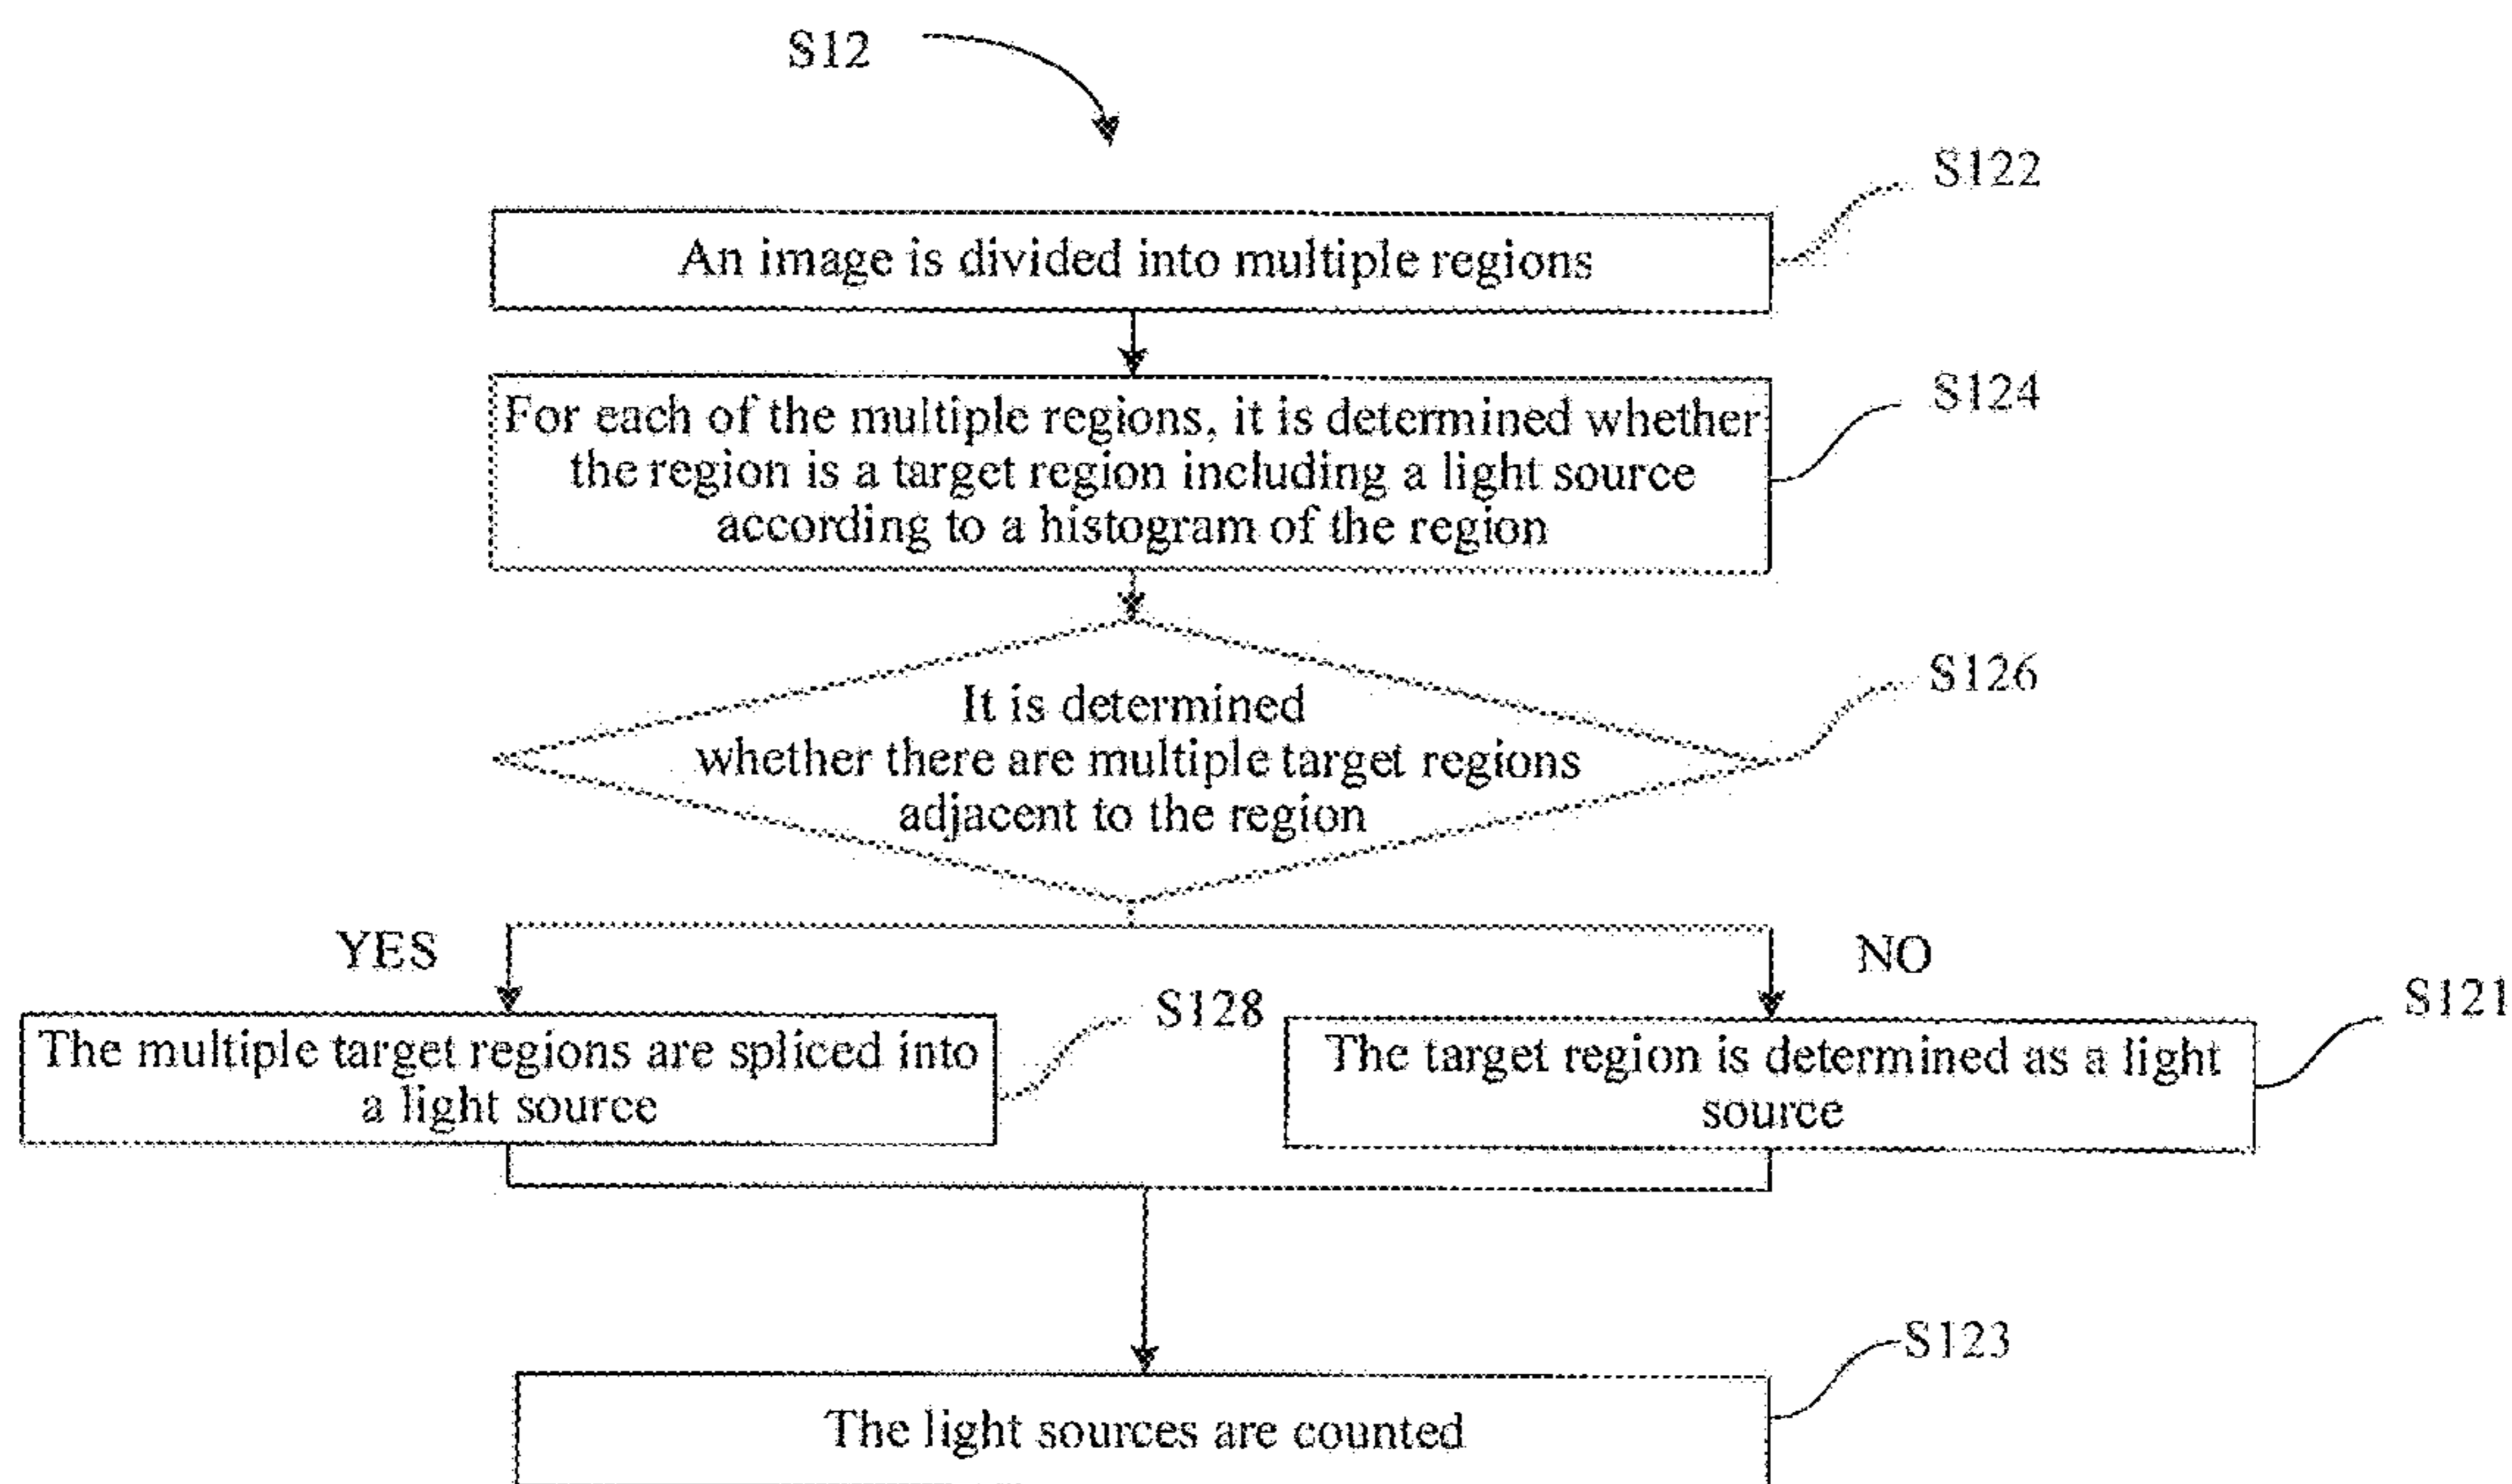 S12
S122
An image is divided into multiple regions
S124
For each of the multiple regions, it is determined whether
the region is a target region including a light source
according to a histogram of the region
S126
It is determined
whether there are multiple target regions
adjacent to the region
YES
NO
S128
S121
The multiple target regions are spliced into
a light source
The target region is determined as a light
source
S123
The light sources are counted